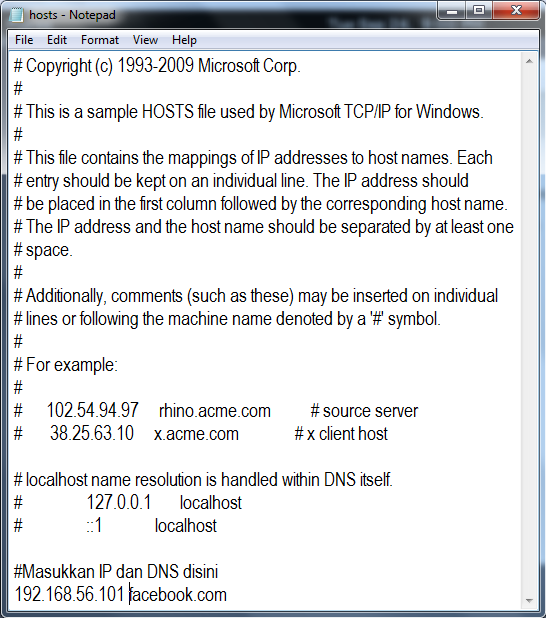 hosts - Notepad
File Edit Format View Help
# Copyright (c) 1993-2009 Microsoft Corp.
#
# This is a sample HOSTS file used by Microsoft TCP/IP for Windows.
#
# This file contains the mappings of IP addresses to host names. Each
# entry should be kept on an individual line. The IP address should
# be placed in the first column followed by the corresponding host name.
# The IP address and the host name should be separated by at least one
# space.
#
# Additionally, comments (such as these) may be inserted on individual
# lines or following the machine name denoted by a '#' symbol.
#
# For example:
#
# 102.54.94.97 rhino.acme.com # source server
# 38.25.63.10 x.acme.com # x client host

# localhost name resolution is handled within DNS itself.
# 127.0.0.1 localhost
# ::1 localhost

#Masukkan IP dan DNS disini
192.168.56.101 facebook.com